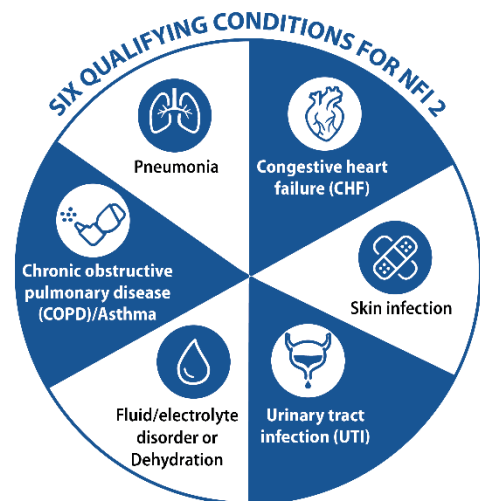 SIX QUALIFYING CONDITIONS FOR NFI 2
Pneumonia
Congestive heart
failure (CHF)
Skin infection
Urinary tract
infection (UTI)
Fluid/electrolyte
disorder or
Dehydration
Chronic obstructive
pulmonary disease
(COPD)/Asthma